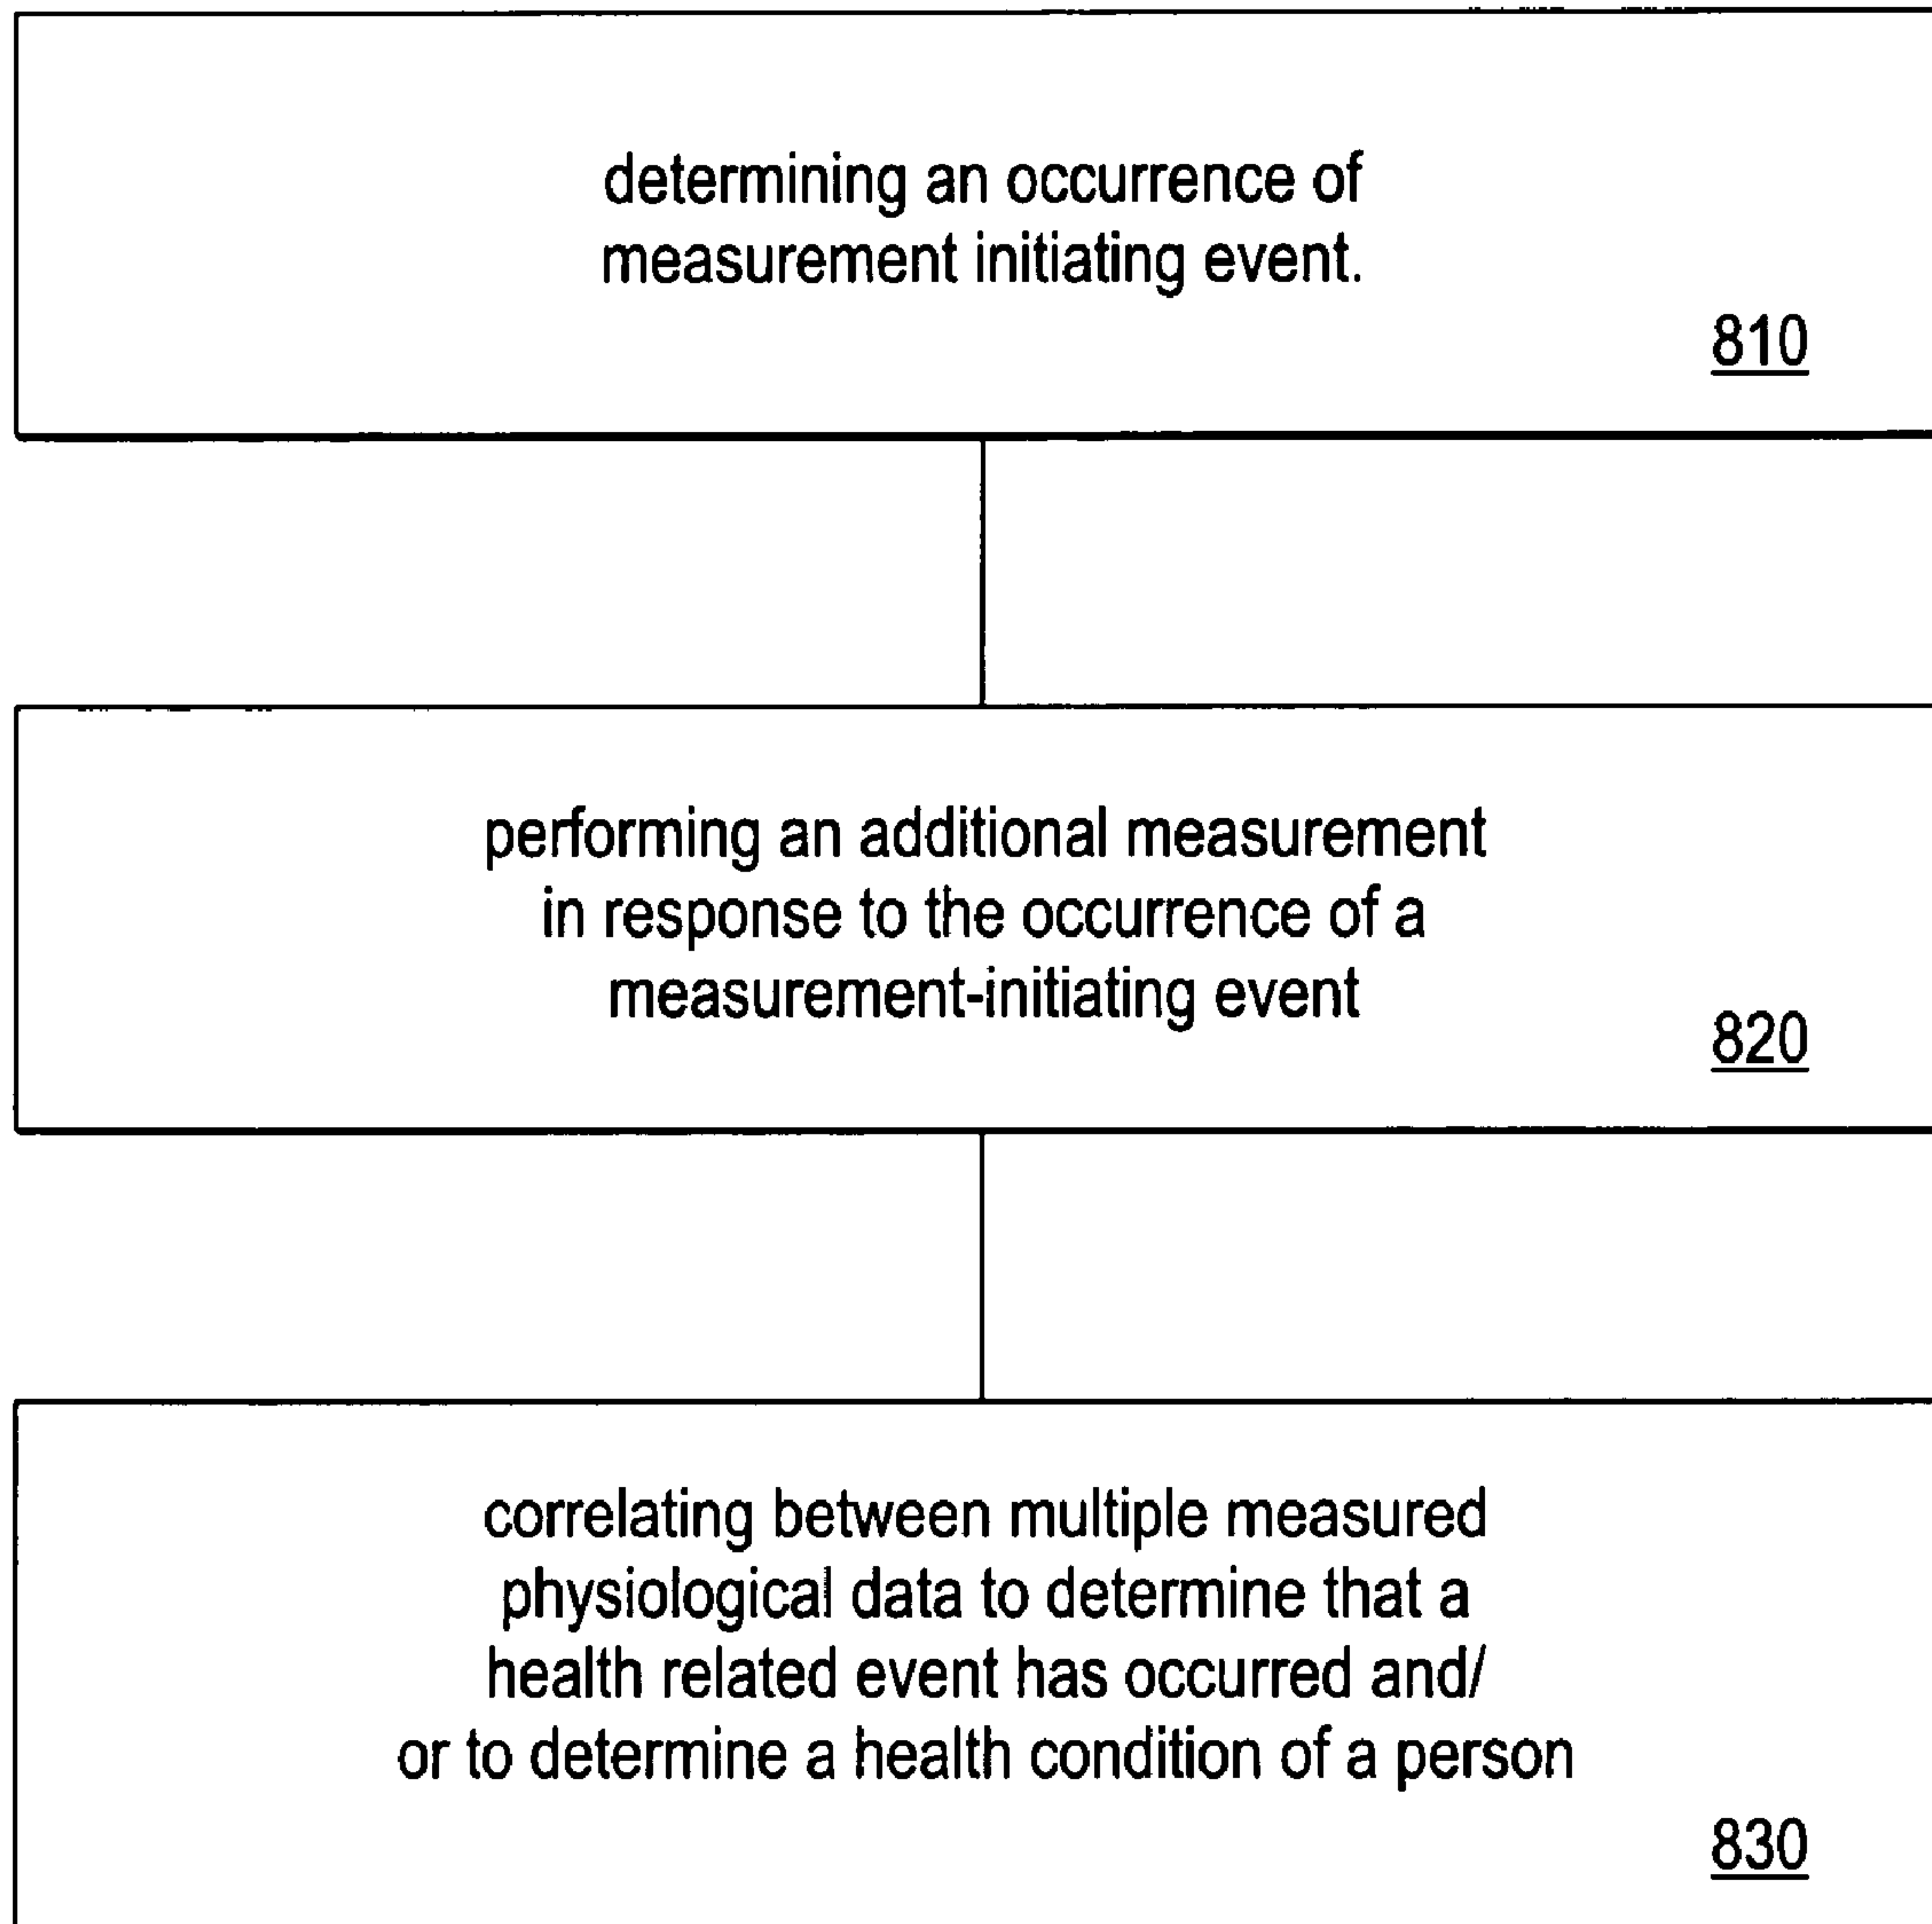 determining an occurrence of
measurement initiating event.
810
performing an additional measurement
in response to the occurrence of a
measurement-initiating event
820
correlating between multiple measured
physiological data to determine that a
health related event has occurred and/
or to determine a health condition of a person
830